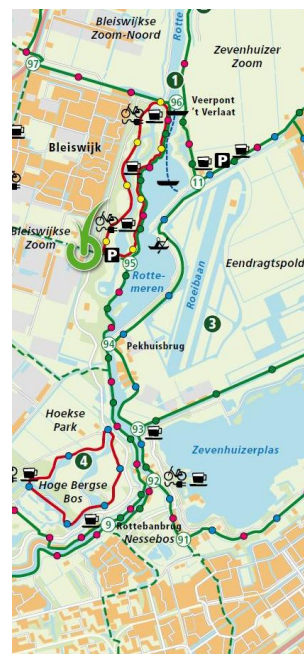 Bleiswijkse
Zoom-Noord
Rotte
Zevenhuizer
Zoom
97
1
96
Veerpont
't Verlaat
Bleiswijk
P
11
Bleiswijkse
Zoom
P
95
Rotte-
meren
Roeibaan
Eendragtspold
3
94
Pekhuisbrug
Hoekse
Park
93
Zevenhuizerplas
4
Hoge Bergse
Bos
92
9
Rottebanbrug
Nessebos
91